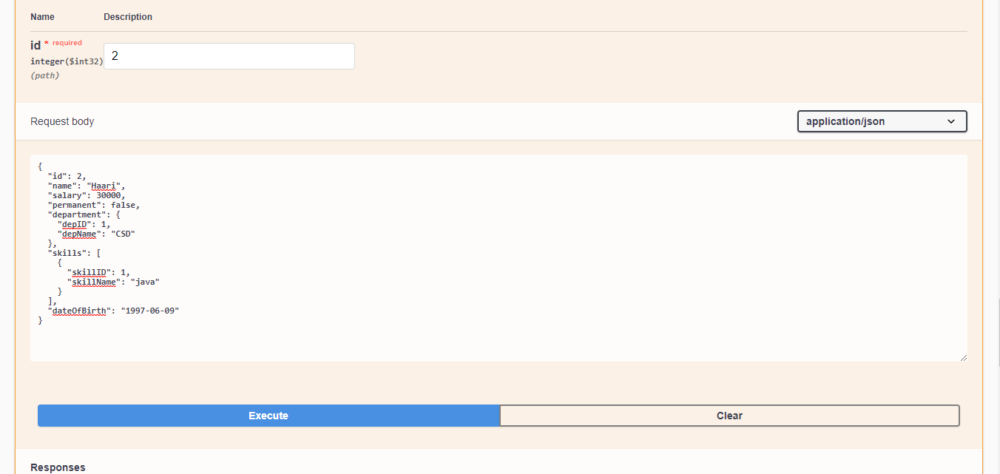 Name Description
id * required
integer($int32)
(path)
2
Request body
application/json
{
  "id": 2,
  "name": "Haari",
  "salary": 30000,
  "permanent": false,
  "department": {
    "depID": 1,
    "depName": "CSD"
  },
  "skills": [
    {
      "skillID": 1,
      "skillName": "java"
    }
  ],
  "dateOfBirth": "1997-06-09"
}
Execute Clear
Responses